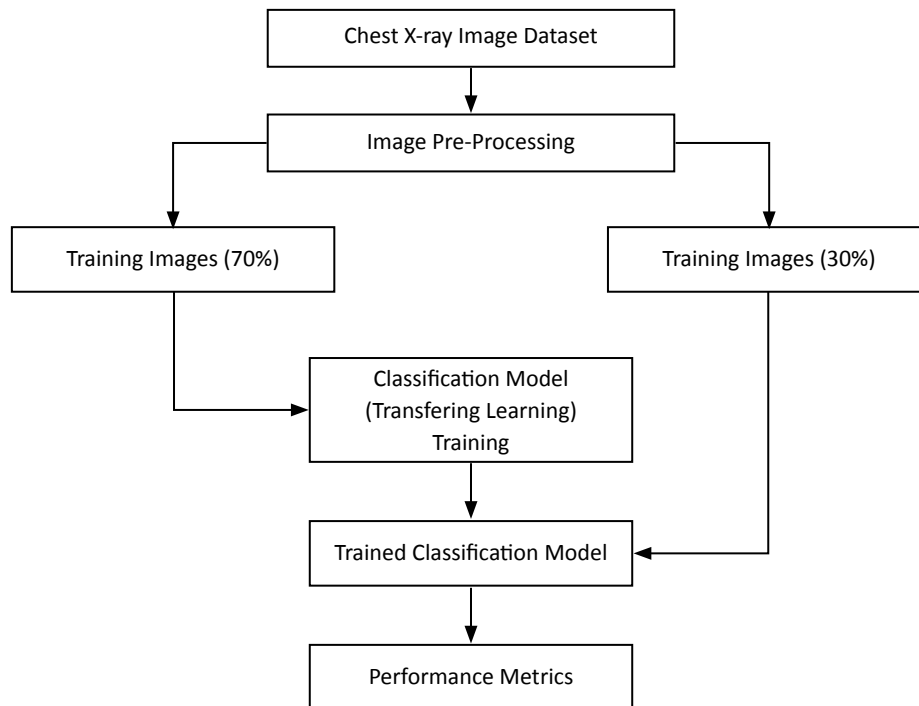 Chest X-ray Image Dataset
Image Pre-Processing
Training Images (70%)
Training Images (30%)
Classification Model
(Transfering Learning)
Training
Trained Classification Model
Performance Metrics